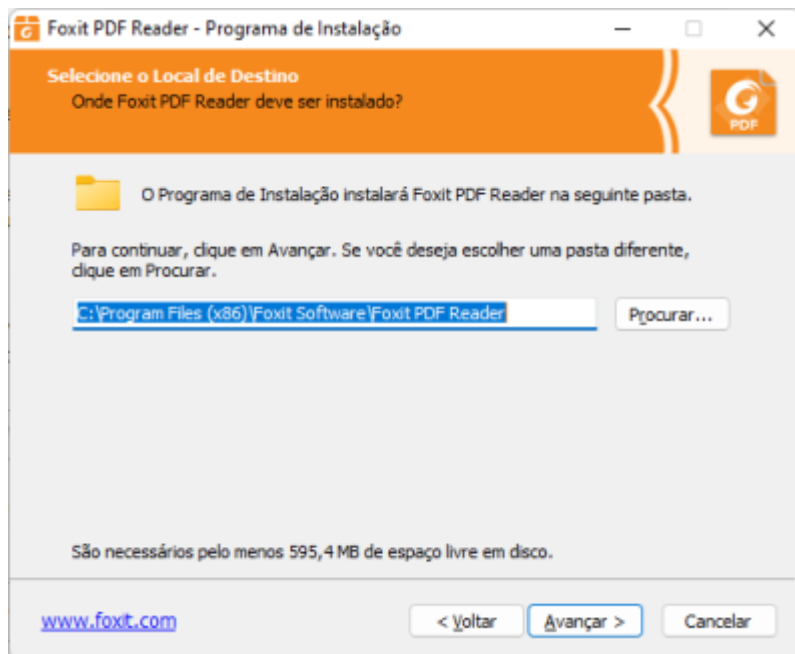 Foxit PDF Reader - Programa de Instalação
Selecione o Local de Destino
Onde Foxit PDF Reader deve ser instalado?
PDF
O Programa de Instalação instalará Foxit PDF Reader na seguinte pasta.
Para continuar, clique em Avançar. Se você deseja escolher uma pasta diferente,
clique em Procurar.
C:\Program Files (x86)\Foxit Software\Foxit PDF Reader
Procurar...
São necessários pelo menos 595,4 MB de espaço livre em disco.
www.foxit.com
< Voltar
Avançar >
Cancelar